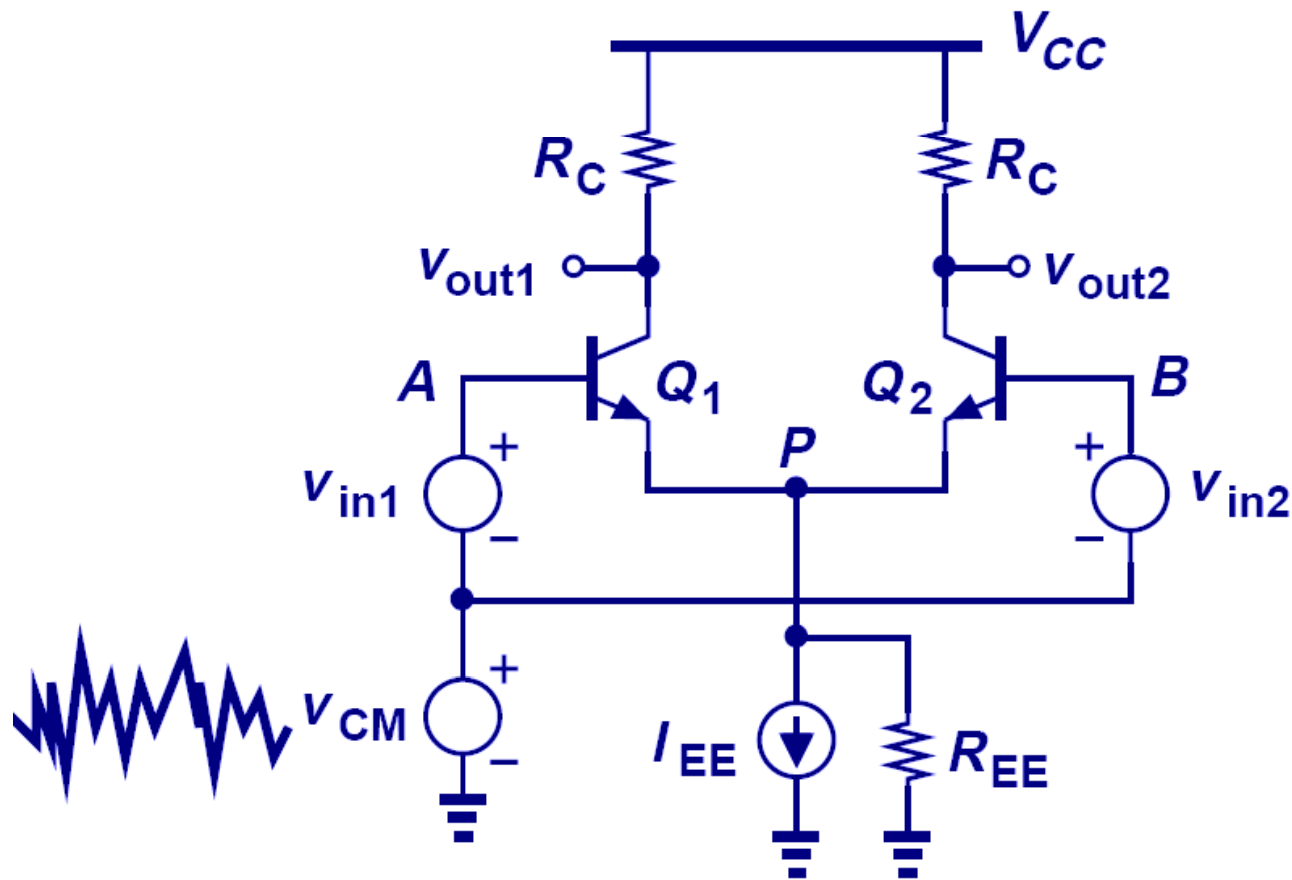 VCC
RC
RC
vout1
vout2
A
Q1
Q2
B
P
+
+
vin1
vin2
−
−
+
vCM
IEE
REE
−